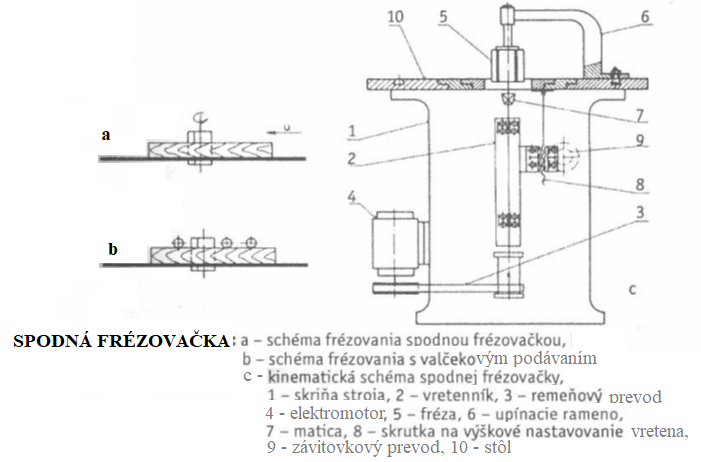 10
5
6
a
u
1
7
2
9
8
4
3
b
c
SPODNÁ FRÉZOVAČKA: a – schéma frézovania spodnou frézovačkou,
b – schéma frézovania s valčekovým podávaním
c - kinematická schéma spodnej frézovačky,
1 – skriňa stroja, 2 – vretenník, 3 – remeňový prevod
4 - elektromotor, 5 – fréza, 6 – upínacie rameno,
7 – matica, 8 – skrutka na výškové nastavovanie vretena,
9 - závitovkový prevod, 10 - stôl